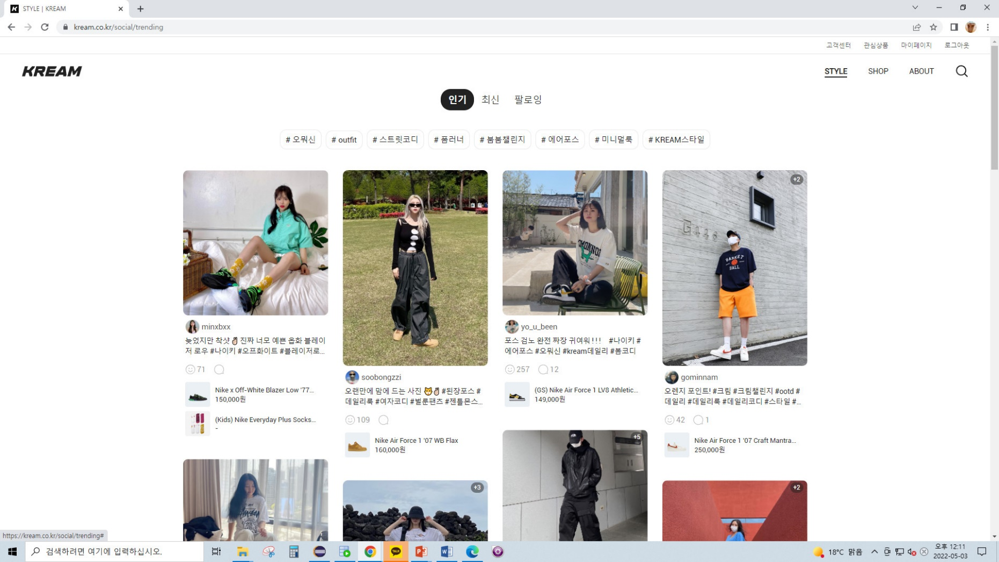 STYLE | KREAM
kream.co.kr/social/trending
고객센터 관심상품 마이페이지 로그아웃
KREAM
STYLE SHOP ABOUT
인기 최신 팔로잉
# 오뭐신 # outfit # 스트릿코디 # 폼러너 # 붐붐챌린지 # 에어포스 # 미니멀룩 # KREAM스타일
minxbxx
늦었지만 착샷✌🏻진짜 너모 예쁜 옵화 블레이
저 로우 #나이키 #오프화이트 #블레이저로...
71
Nike x Off-White Blazer Low '77...
150,000원
(Kids) Nike Everyday Plus Socks...
-
soobongzzi
오랜만에 맘에 드는 사진 🐯✌🏻#된장포스 #
데일리룩 #여자코디 #벌룬팬츠 #젠틀몬스...
109
Nike Air Force 1 '07 WB Flax
160,000원
+3
yo_u_been
포스 검노 완전 짜장 귀여워!!! #나이키 #
에어포스 #오뭐신 #kream데일리 #봄코디
257 12
(GS) Nike Air Force 1 LV8 Athletic...
149,000원
+5
+2
BASKET
BALL
gominnam
오렌지 포인트! #크림 #크림챌린지 #ootd #
데일리 #데일리룩 #데일리코디 #스타일 #...
42 1
Nike Air Force 1 '07 Craft Mantra...
250,000원
+2
https://kream.co.kr/social/trending#
검색하려면 여기에 입력하십시오.
TALK
18°C 맑음
오후 12:11
2022-05-03